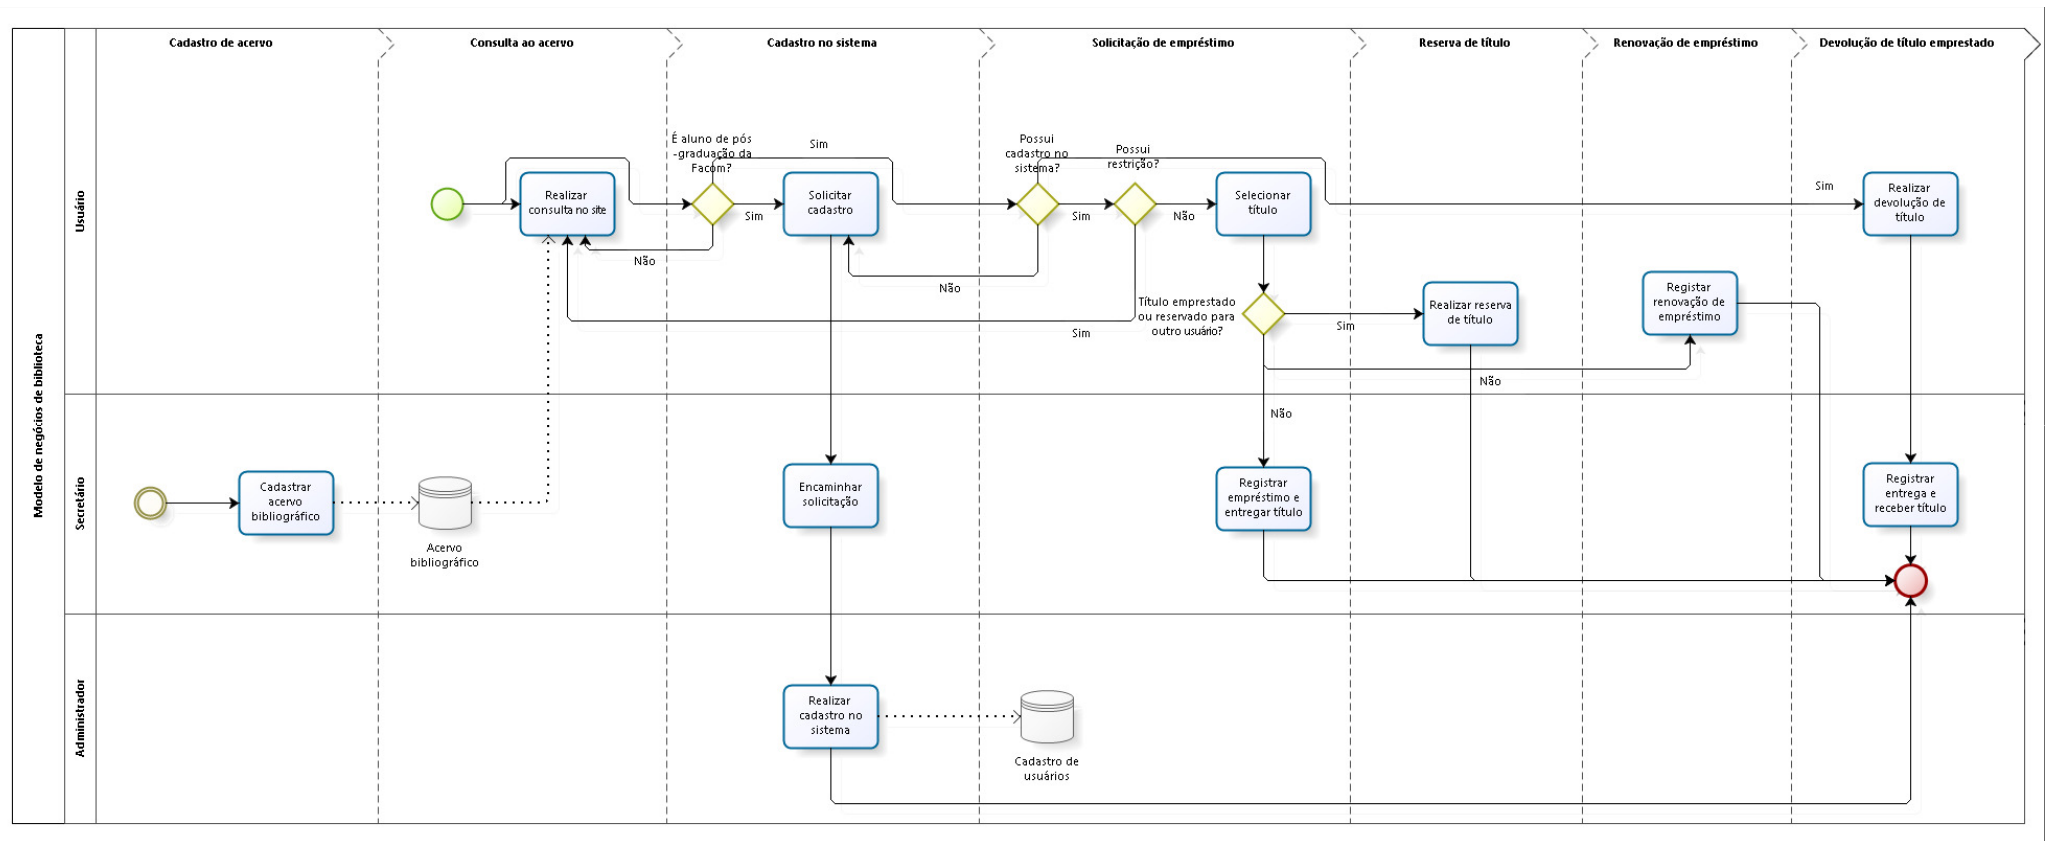 Cadastro de acervo
Consulta ao acervo
Cadastro no sistema
Solicitação de empréstimo
Reserva de título
Renovação de empréstimo
Devolução de título emprestado
Modelo de negócios de biblioteca
Usuário
É aluno de pós
-graduação da
Facom?
Sim
Possui
cadastro no
sistema?
Possui
restrição?
Realizar
consulta no site
Sim
Solicitar
cadastro
Sim
Não
Selecionar
título
Sim
Realizar
devolução de
título
Não
Não
Sim
Título emprestado
ou reservado para
outro usuário?
Sim
Realizar reserva
de título
Registar
renovação de
empréstimo
Não
Secretário
Não
Cadastrar
acervo
bibliográfico
Acervo
bibliográfico
Encaminhar
solicitação
Registrar
empréstimo e
entregar título
Registrar
entrega e
receber título
Administrador
Realizar
cadastro no
sistema
Cadastro de
usuários